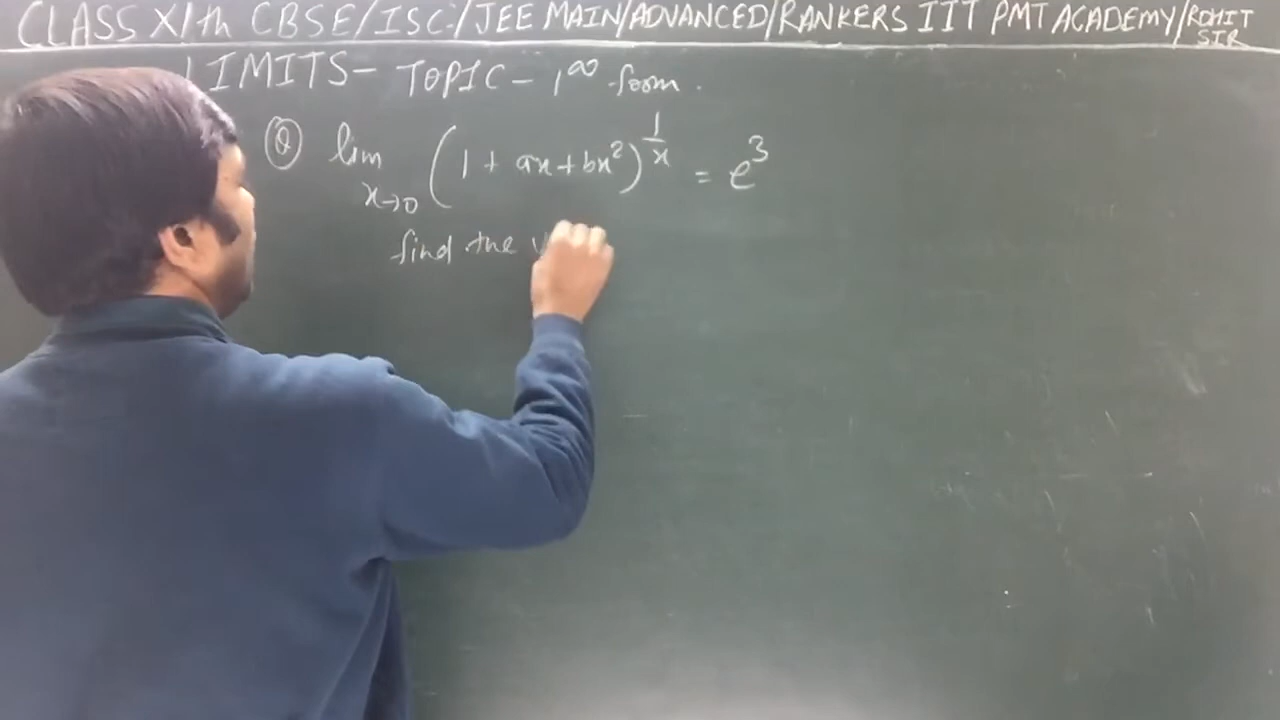 CLASS XIth CBSE/ISC/JEE MAIN/ADVANCED/RANKERS IIT PMT ACADEMY/ROHIT SIR
LIMITS - TOPIC - 1^∞ form.
Q lim x→0 (1 + ax + bx²)^(1/x) = e³
find the